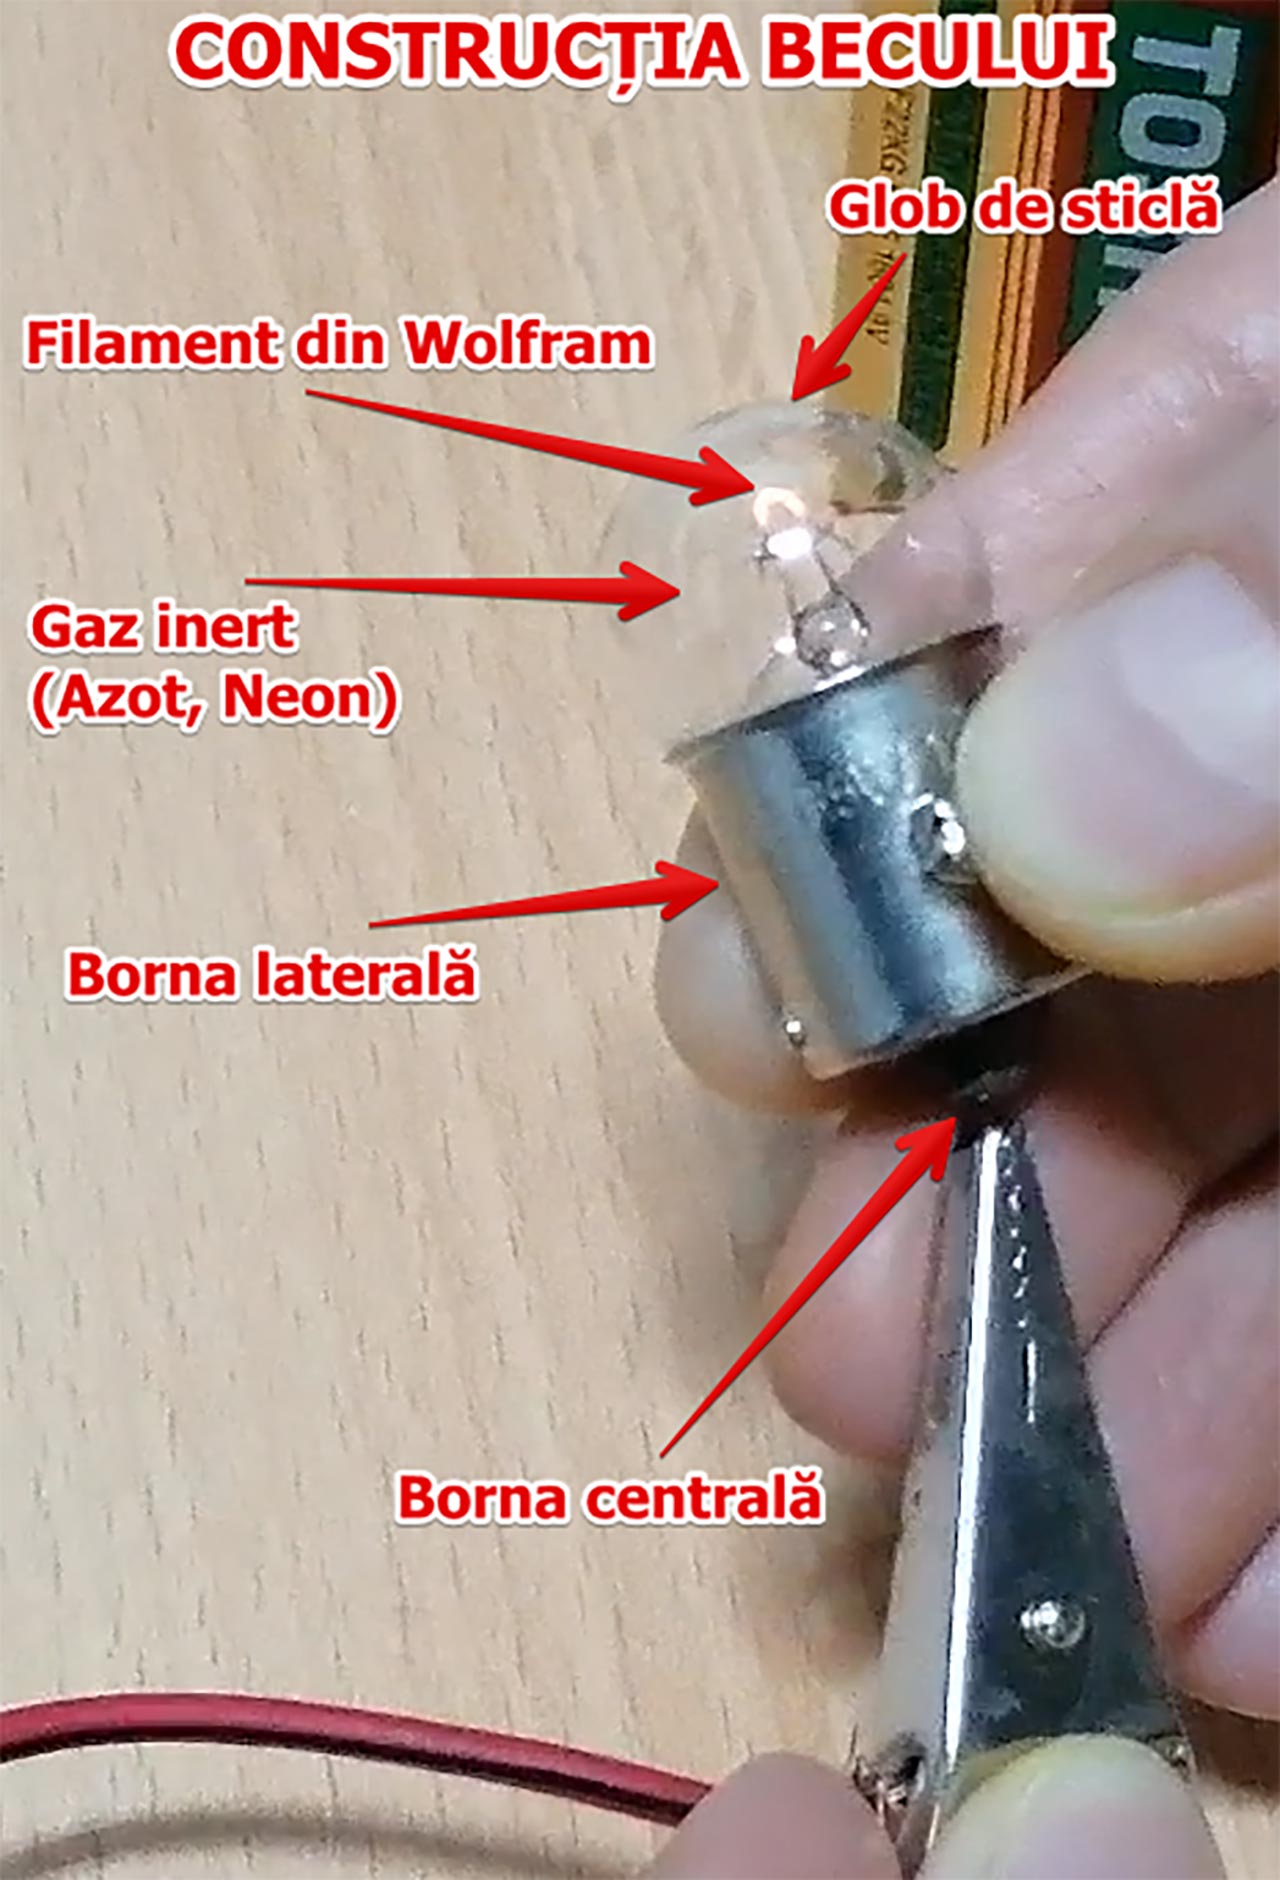 CONSTRUCȚIA BECULUI
Glob de sticlă
Filament din Wolfram
Gaz inert
(Azot, Neon)
Borna laterală
Borna centrală